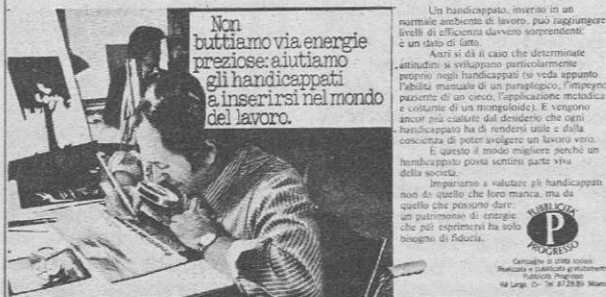 Non
buttiamo via energie
preziose: aiutiamo
gli handicappati
a inserirsi nel mondo
del lavoro.
Un handicappato, inserito in un
normale ambiente di lavoro, può raggiungere
livelli di efficienza davvero sorprendenti:
è un dato di fatto.
Anzi si dà il caso che determinate
attitudini si sviluppano particolarmente
proprio negli handicappati (si veda appunto
l'abilità manuale di un paraplegico, l'impegno
paziente di un cieco, l'applicazione metodica
e costante di un mongoloide). E vengono
ancor più esaltate dal desiderio che ogni
handicappato ha di rendersi utile e dalla
coscienza di poter svolgere un lavoro vero.
È questo il modo migliore perché un
handicappato possa sentirsi parte viva
della società.
Impariamo a valutare gli handicappati
non da quello che loro manca, ma da
quello che possono dare:
un patrimonio di energie
che per esprimersi ha solo
bisogno di fiducia.
PUBBLICITÀ
P
PROGRESSO
Campagna di utilità sociale
Realizzata e pubblicata gratuitamente
Pubblicità Progresso